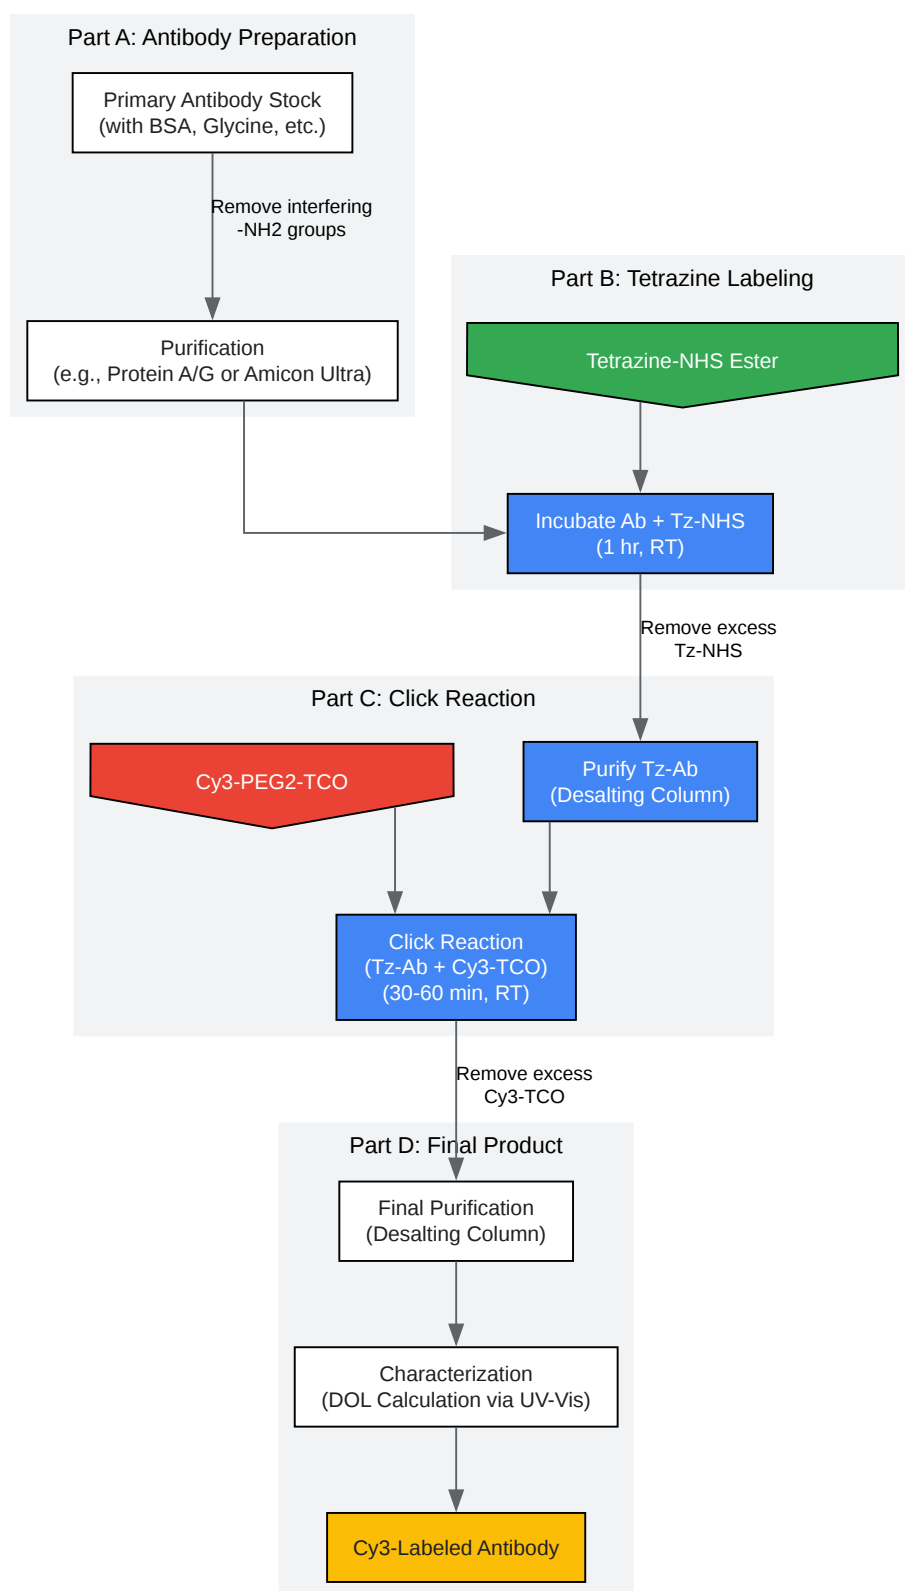 Part A: Antibody Preparation
Primary Antibody Stock
(with BSA, Glycine, etc.)
Remove interfering
-NH2 groups
Purification
(e.g., Protein A/G or Amicon Ultra)
Part B: Tetrazine Labeling
Tetrazine-NHS Ester
Incubate Ab + Tz-NHS
(1 hr, RT)
Remove excess
Tz-NHS
Part C: Click Reaction
Cy3-PEG2-TCO
Purify Tz-Ab
(Desalting Column)
Click Reaction
(Tz-Ab + Cy3-TCO)
(30-60 min, RT)
Remove excess
Cy3-TCO
Part D: Final Product
Final Purification
(Desalting Column)
Characterization
(DOL Calculation via UV-Vis)
Cy3-Labeled Antibody